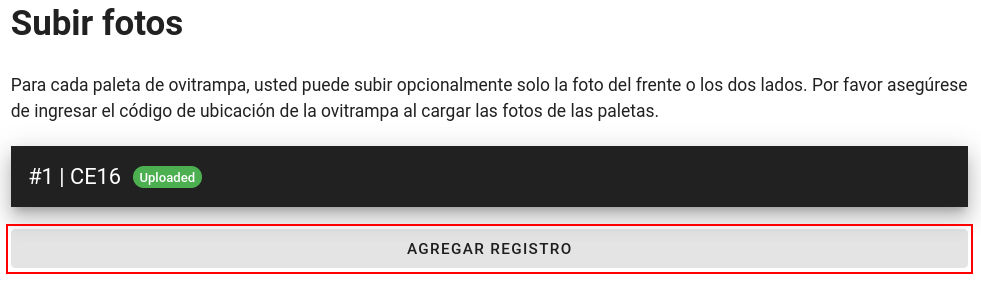 Subir fotos
Para cada paleta de ovitrampa, usted puede subir opcionalmente solo la foto del frente o los dos lados. Por favor asegúrese
de ingresar el código de ubicación de la ovitrampa al cargar las fotos de las paletas.
#1 | CE16 Uploaded
AGREGAR REGISTRO